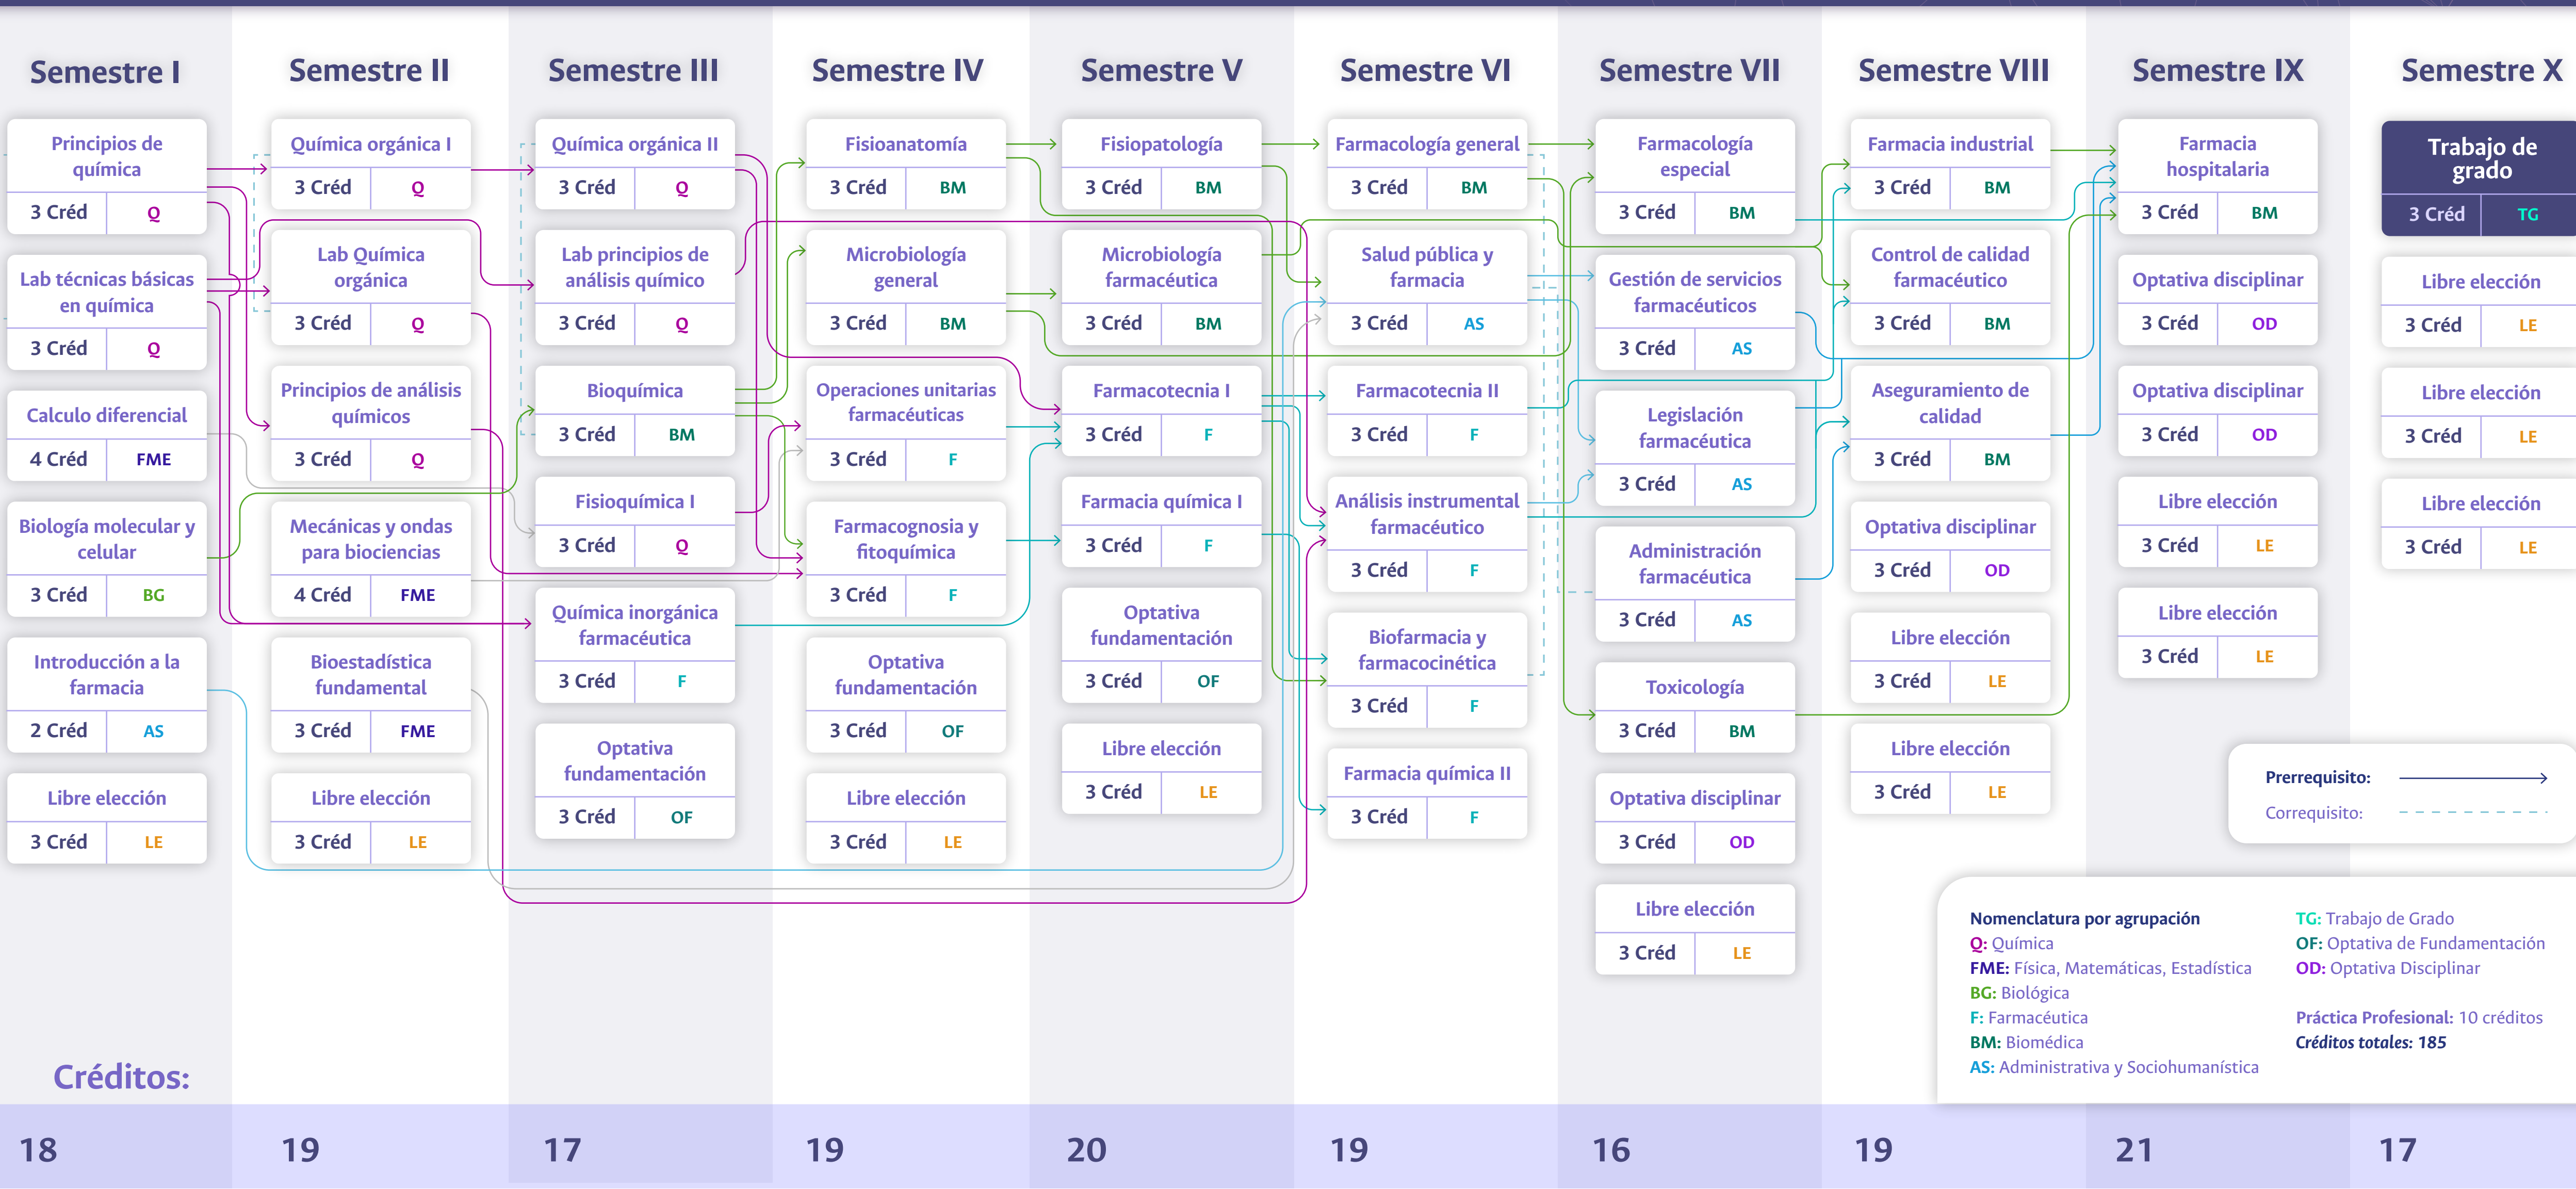 Semestre I
Principios de
química
3 Créd
Q
Lab técnicas básicas
en química
3 Créd
Q
Calculo diferencial
4 Créd
FME
Biología molecular y
celular
3 Créd
BG
Introducción a la
farmacia
2 Créd
AS
Libre elección
3 Créd
LE
Semestre II
Química orgánica I
3 Créd
Q
Lab Química
orgánica
3 Créd
Q
Principios de análisis
químicos
3 Créd
Q
Mecánicas y ondas
para biociencias
4 Créd
FME
Bioestadística
fundamental
3 Créd
FME
Libre elección
3 Créd
LE
Semestre III
Química orgánica II
3 Créd
Q
Lab principios de
análisis químico
3 Créd
Q
Bioquímica
3 Créd
BM
Fisioquímica I
3 Créd
Q
Química inorgánica
farmacéutica
3 Créd
F
Optativa
fundamentación
3 Créd
OF
Semestre IV
Fisioanatomía
3 Créd
BM
Microbiología
general
3 Créd
BM
Operaciones unitarias
farmacéuticas
3 Créd
F
Farmacognosia y
fitoquímica
3 Créd
F
Optativa
fundamentación
3 Créd
OF
Libre elección
3 Créd
LE
Semestre V
Fisiopatología
3 Créd
BM
Microbiología
farmacéutica
3 Créd
BM
Farmacotecnia I
3 Créd
F
Farmacia química I
3 Créd
F
Optativa
fundamentación
3 Créd
OF
Libre elección
3 Créd
LE
Semestre VI
Farmacología general
3 Créd
BM
Salud pública y
farmacia
3 Créd
AS
Farmacotecnia II
3 Créd
F
Análisis instrumental
farmacéutico
3 Créd
F
Biofarmacia y
farmacocinética
3 Créd
F
Farmacia química II
3 Créd
F
Semestre VII
Farmacología
especial
3 Créd
BM
Gestión de servicios
farmacéuticos
3 Créd
AS
Legislación
farmacéutica
3 Créd
AS
Administración
farmacéutica
3 Créd
AS
Toxicología
3 Créd
BM
Optativa disciplinar
3 Créd
OD
Libre elección
3 Créd
LE
Semestre VIII
Farmacia industrial
3 Créd
BM
Control de calidad
farmacéutico
3 Créd
BM
Aseguramiento de
calidad
3 Créd
BM
Optativa disciplinar
3 Créd
OD
Libre elección
3 Créd
LE
Libre elección
3 Créd
LE
Semestre IX
Farmacia
hospitalaria
3 Créd
BM
Optativa disciplinar
3 Créd
OD
Optativa disciplinar
3 Créd
OD
Libre elección
3 Créd
LE
Libre elección
3 Créd
LE
Semestre X
Trabajo de
grado
3 Créd
TG
Libre elección
3 Créd
LE
Libre elección
3 Créd
LE
Libre elección
3 Créd
LE
Prerrequisito:
Correquisito:
Nomenclatura por agrupación
Q: Química
FME: Física, Matemáticas, Estadística
BG: Biológica
F: Farmacéutica
BM: Biomédica
AS: Administrativa y Sociohumanística
TG: Trabajo de Grado
OF: Optativa de Fundamentación
OD: Optativa Disciplinar
Práctica Profesional: 10 créditos
Créditos totales: 185
Créditos:
18
19
17
19
20
19
16
19
21
17